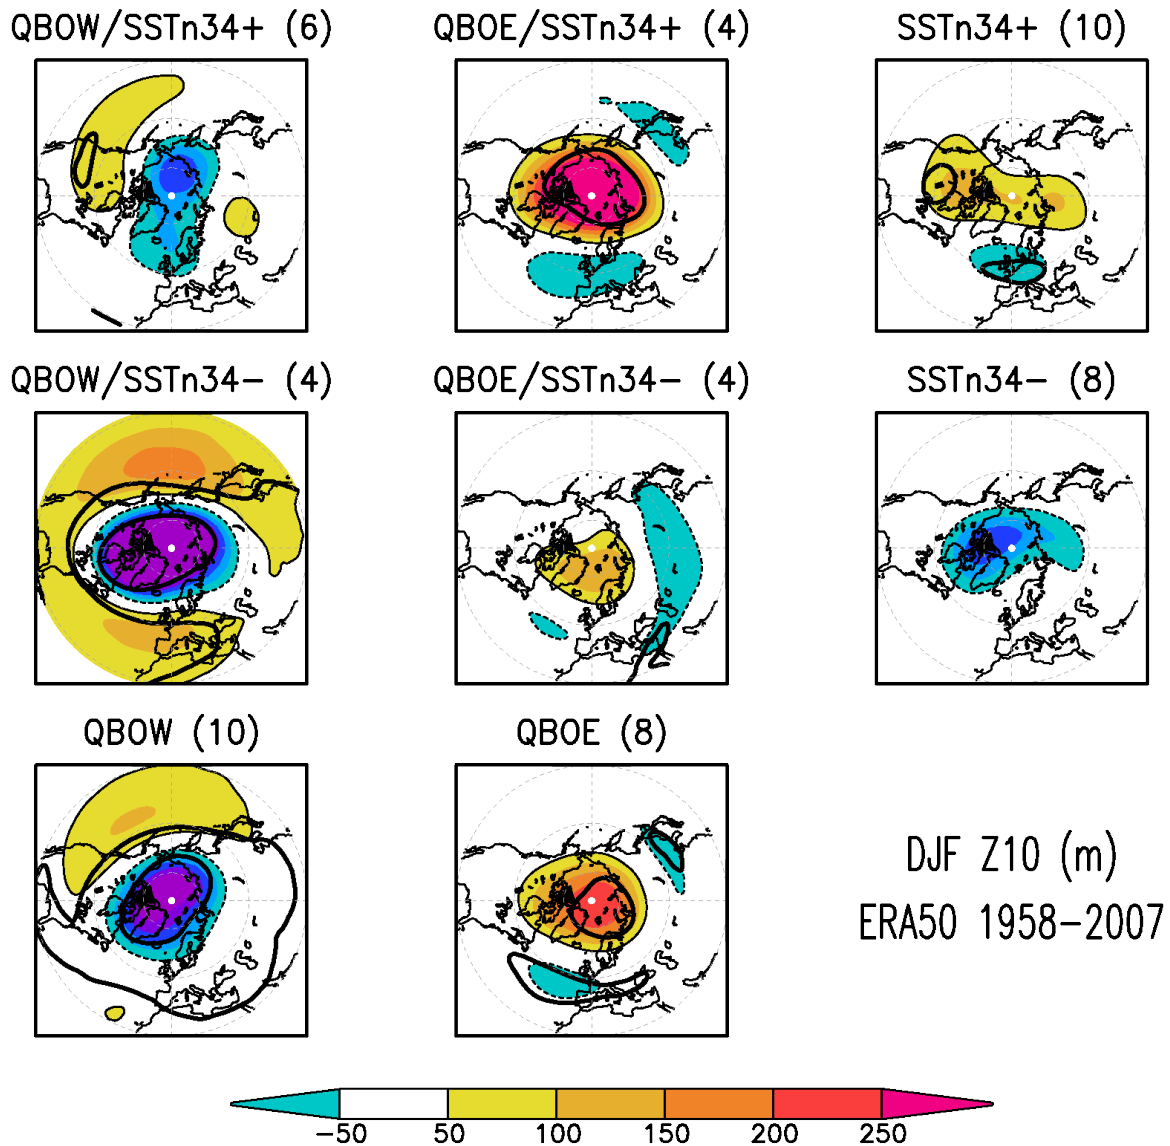 QBOW/SSTn34+ (6)
QBOE/SSTn34+ (4)
SSTn34+ (10)
QBOW/SSTn34− (4)
QBOE/SSTn34− (4)
SSTn34− (8)
QBOW (10)
QBOE (8)
DJF Z10 (m)
ERA50 1958−2007
−50 50 100 150 200 250